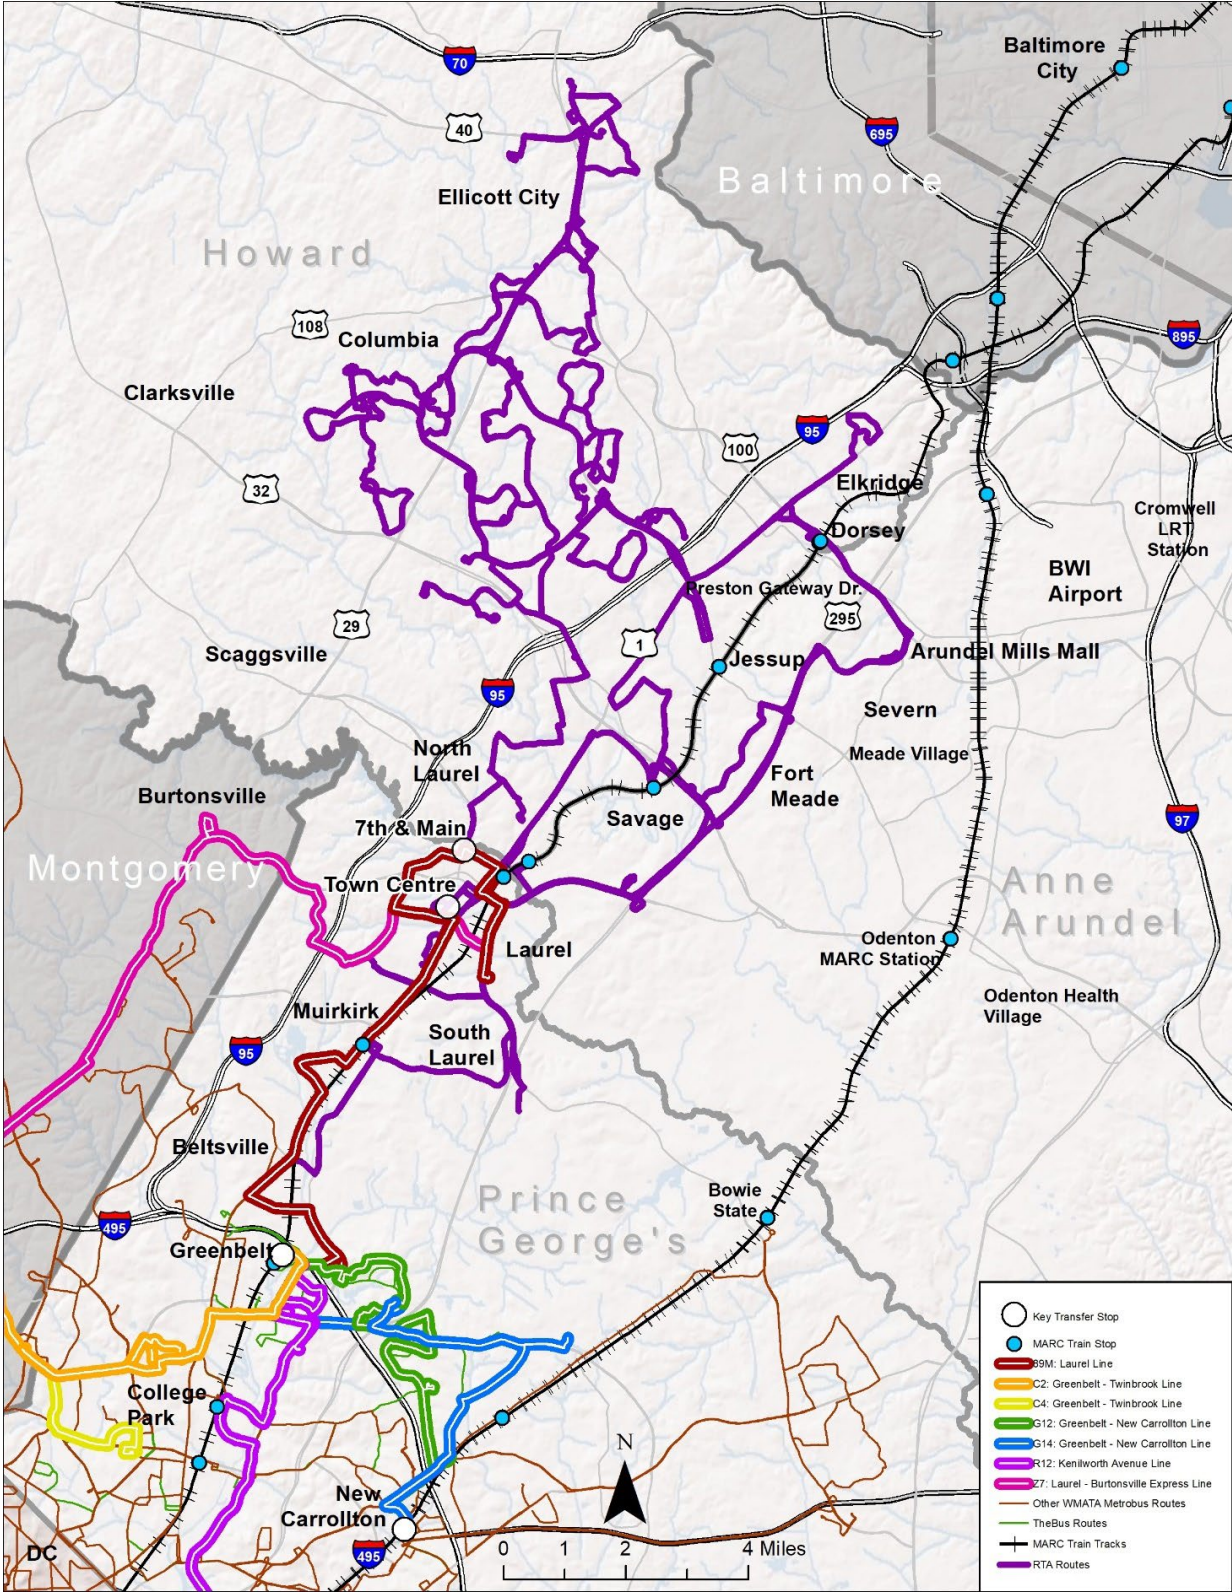 Baltimore
City
70
40
695
Baltimore
Ellicott City
Howard
108
Columbia
895
Clarksville
95
100
32
Elkridge
Dorsey
Cromwell
LRT
Station
BWI
Airport
Preston Gateway Dr.
295
29
1
Scaggsville
Jessup
Arundel Mills Mall
95
Severn
North
Laurel
Meade Village
Fort
Meade
Burtonsville
Savage
97
7th & Main
Montgomery
Town Centre
Anne
Arundel
Laurel
Odenton
MARC Station
Muirkirk
Odenton Health
Village
South
Laurel
95
Beltsville
Prince
George's
Bowie
State
495
Greenbelt
College
Park
New
Carrollton
DC
495
N
0 1 2 4 Miles
Key Transfer Stop
MARC Train Stop
89M: Laurel Line
C2: Greenbelt - Twinbrook Line
C4: Greenbelt - Twinbrook Line
G12: Greenbelt - New Carrollton Line
G14: Greenbelt - New Carrollton Line
R12: Kenilworth Avenue Line
Z7: Laurel - Burtonsville Express Line
Other WMATA Metrobus Routes
TheBus Routes
MARC Train Tracks
RTA Routes